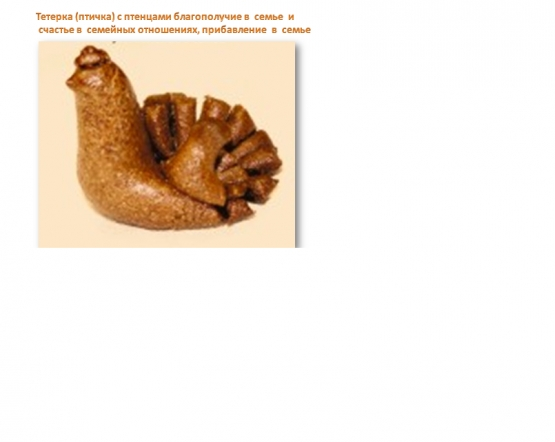 Тетерка (птичка) с птенцами благополучие в семье и
счастье в семейных отношениях, прибавление в семье